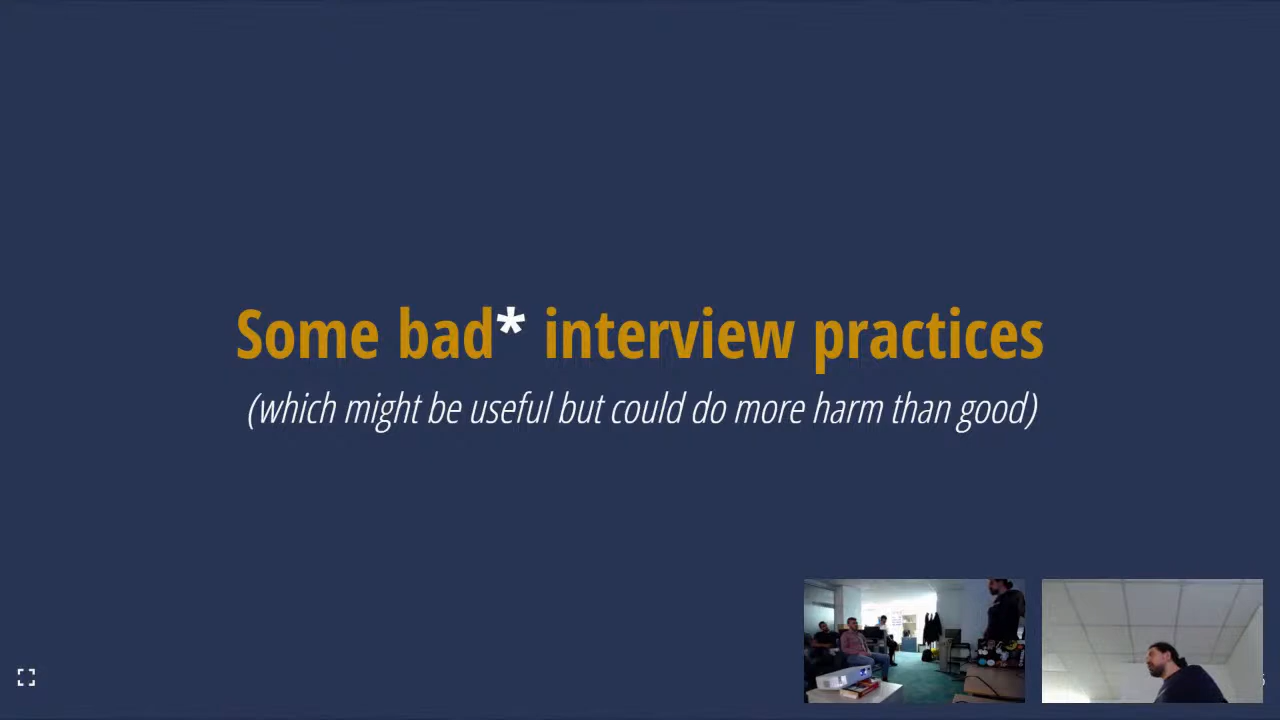 Some bad* interview practices
(which might be useful but could do more harm than good)